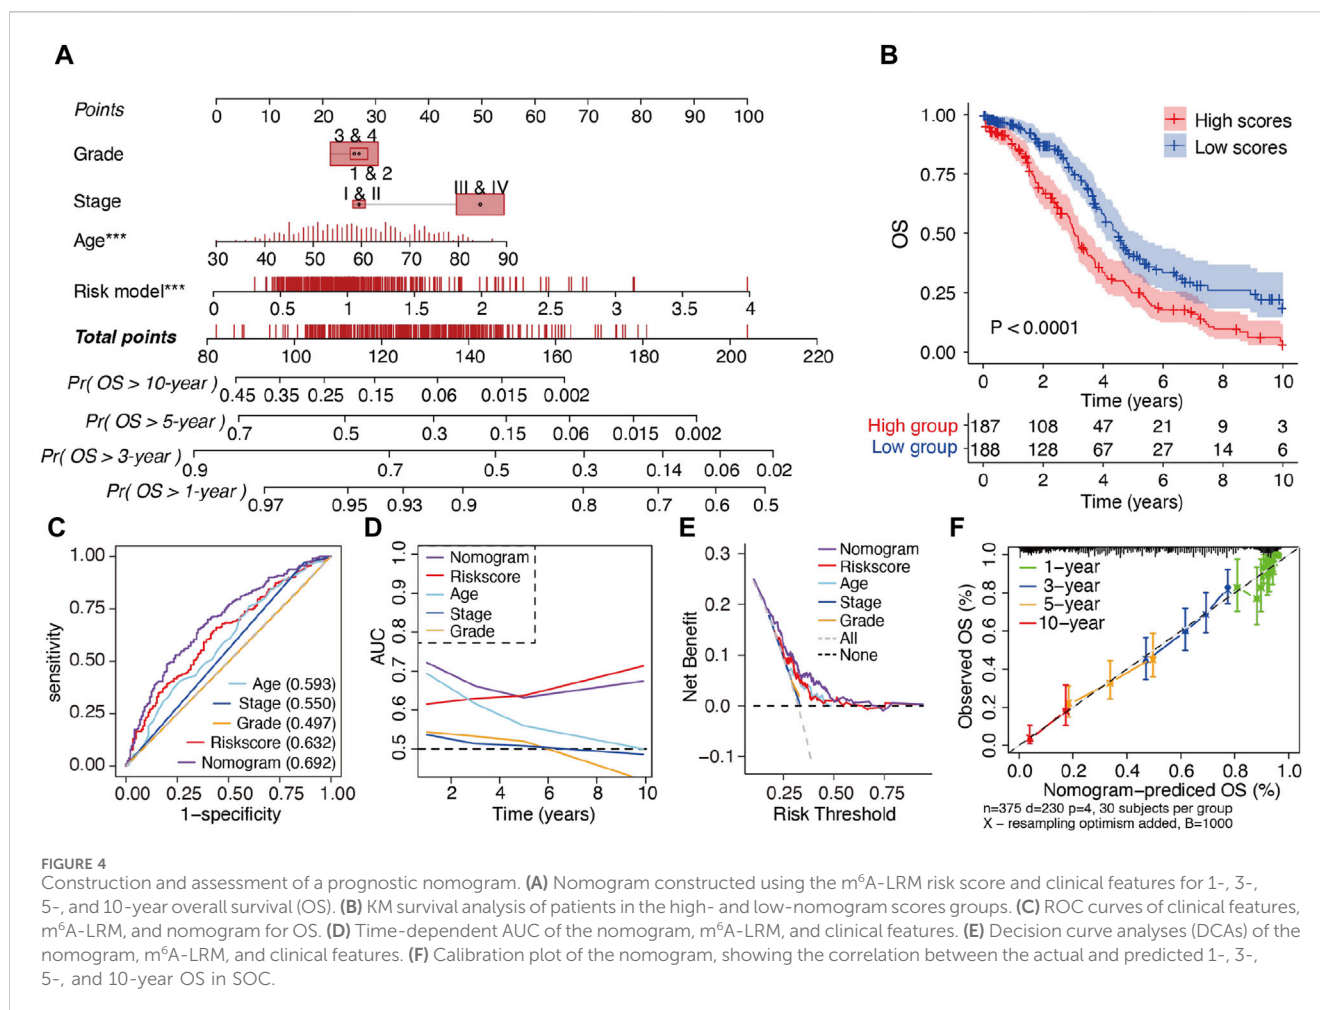 A
Points
0 10 20 30 40 50 60 70 80 90 100
3 & 4
Grade
1 & 2
I & II III & IV
Stage
Age***
30 40 50 60 70 80 90
Risk model***
0 0.5 1 1.5 2 2.5 3 3.5 4
Total points
80 100 120 140 160 180 200 220
Pr( OS > 10-year )
0.45 0.35 0.25 0.15 0.06 0.015 0.002
Pr( OS > 5-year )
0.7 0.5 0.3 0.15 0.06 0.015 0.002
Pr( OS > 3-year )
0.9 0.7 0.5 0.3 0.14 0.06 0.02
Pr( OS > 1-year )
0.97 0.95 0.93 0.9 0.8 0.7 0.6 0.5
B
OS
1.00
0.75
0.50
0.25
0.00
High scores
Low scores
P < 0.0001
0 2 4 6 8 10
Time (years)
High group 187 108 47 21 9 3
Low group 188 128 67 27 14 6
0 2 4 6 8 10
Time (years)
C
sensitivity
1.00
0.75
0.50
0.25
0.00
Age (0.593)
Stage (0.550)
Grade (0.497)
Riskscore (0.632)
Nomogram (0.692)
0.00 0.25 0.50 0.75 1.00
1−specificity
D
AUC
1.0
0.9
0.8
0.7
0.6
0.5
Nomogram
Riskscore
Age
Stage
Grade
2 4 6 8 10
Time (years)
E
Net Benefit
0.3
0.2
0.1
0.0
−0.1
Nomogram
Riskscore
Age
Stage
Grade
All
None
0.25 0.50 0.75
Risk Threshold
F
Observed OS (%)
1.0
0.8
0.6
0.4
0.2
0.0
1−year
3−year
5−year
10−year
0.0 0.2 0.4 0.6 0.8 1.0
Nomogram−prediced OS (%)
n=375 d=230 p=4, 30 subjects per group
X − resampling optimism added, B=1000
FIGURE 4
Construction and assessment of a prognostic nomogram. (A) Nomogram constructed using the m⁶A-LRM risk score and clinical features for 1-, 3-,
5-, and 10-year overall survival (OS). (B) KM survival analysis of patients in the high- and low-nomogram scores groups. (C) ROC curves of clinical features,
m⁶A-LRM, and nomogram for OS. (D) Time-dependent AUC of the nomogram, m⁶A-LRM, and clinical features. (E) Decision curve analyses (DCAs) of the
nomogram, m⁶A-LRM, and clinical features. (F) Calibration plot of the nomogram, showing the correlation between the actual and predicted 1-, 3-,
5-, and 10-year OS in SOC.